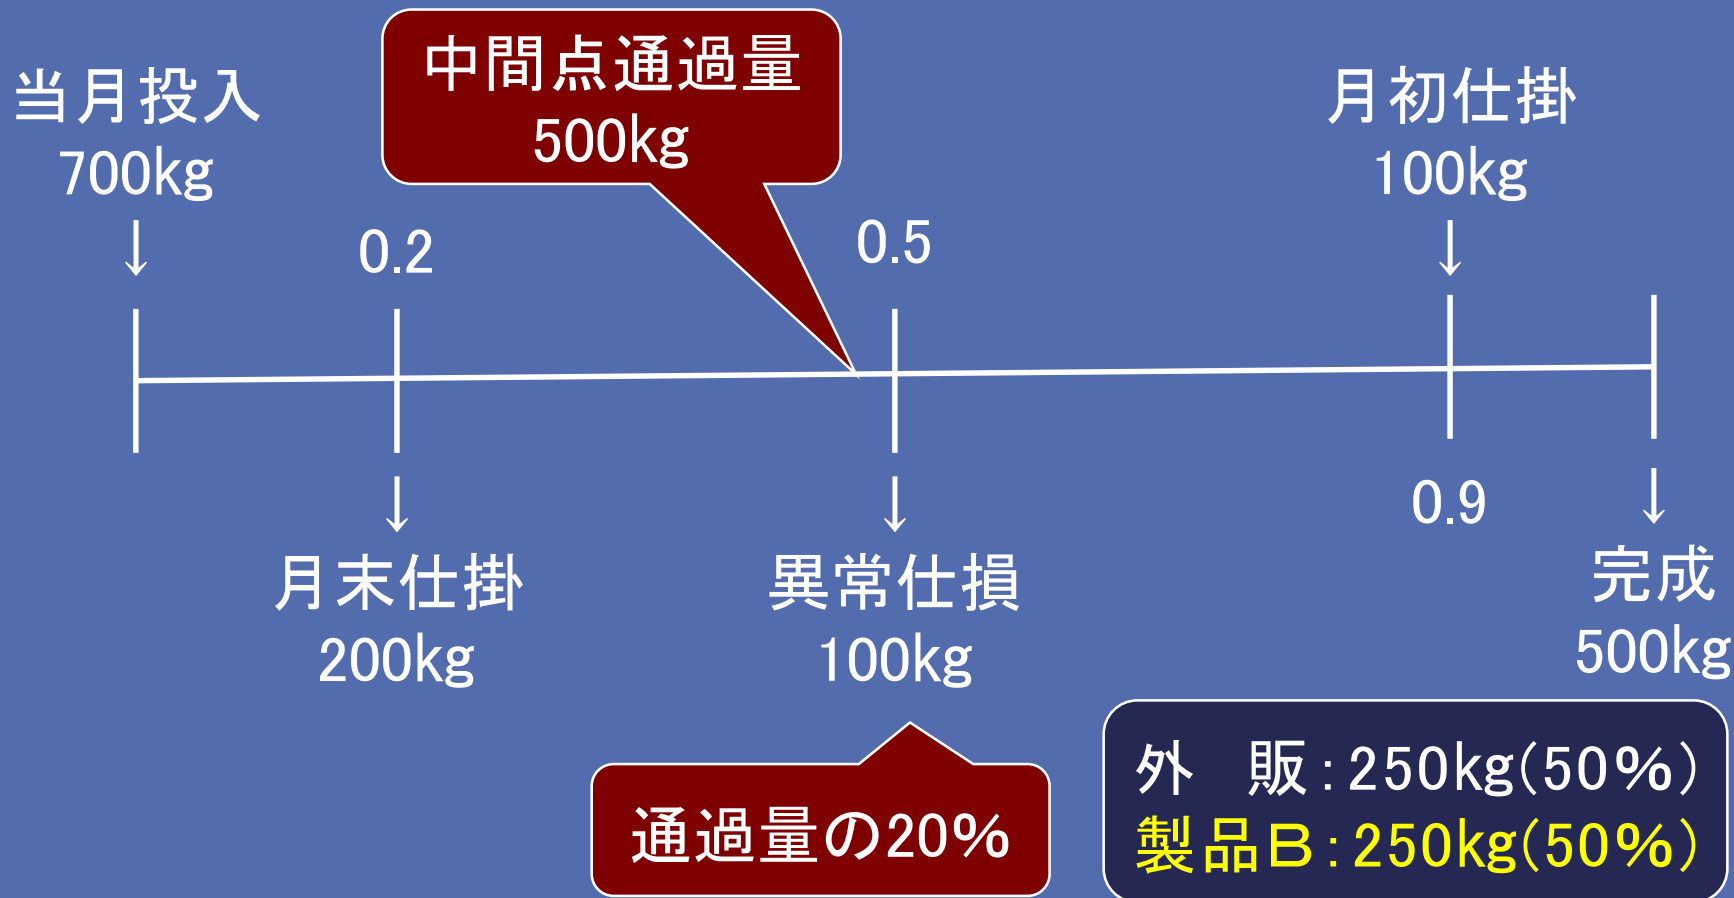 中間点通過量
500kg
当月投入
700kg
↓
0.2
0.5
月初仕掛
100kg
↓
↓
月末仕掛
200kg
↓
異常仕損
100kg
0.9
↓
完成
500kg
通過量の20%
外　販:250kg(50%)
製品B:250kg(50%)